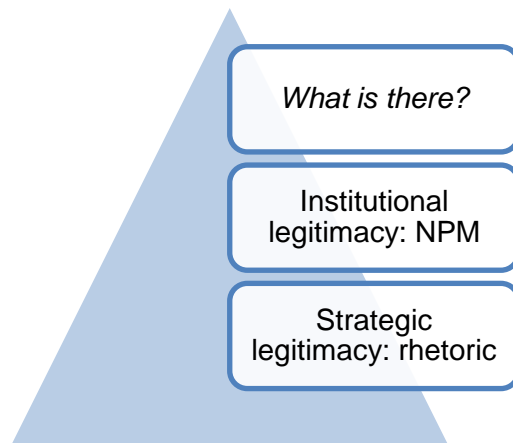 What is there?
Institutional
legitimacy: NPM
Strategic
legitimacy: rhetoric